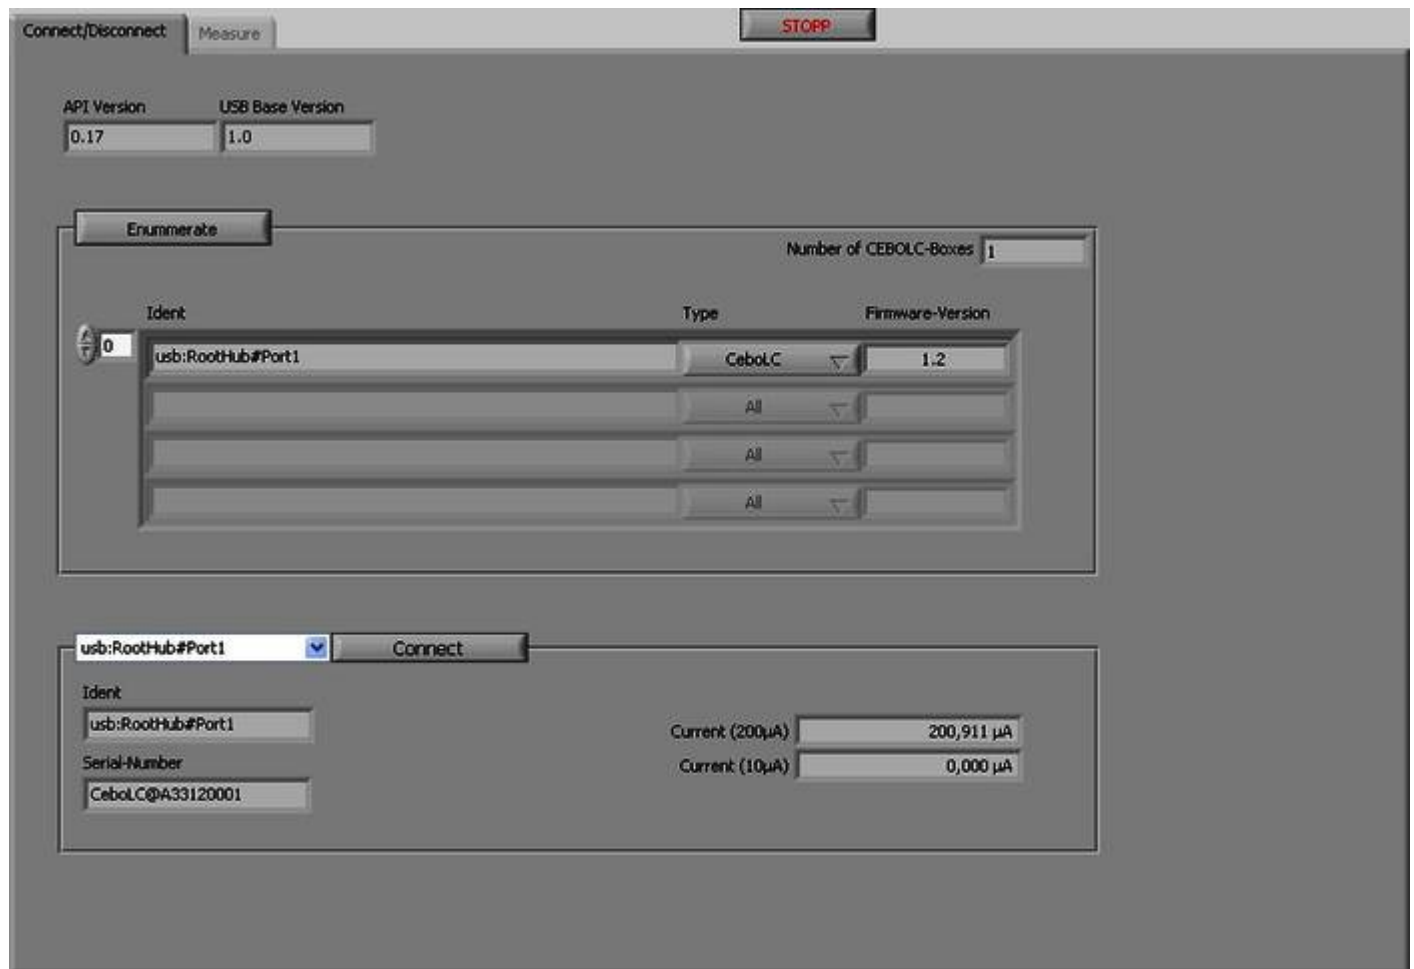 Connect/Disconnect Measure STOPP
API Version USB Base Version
0.17 1.0
Enummerate
Number of CEBOLC-Boxes 1
Ident Type Firmware-Version
0 usb:RootHub#Port1 CeboLC 1.2
All
All
All
usb:RootHub#Port1 Connect
Ident
usb:RootHub#Port1
Current (200µA) 200,911 µA
Serial-Number
Current (10µA) 0,000 µA
CeboLC@A33120001